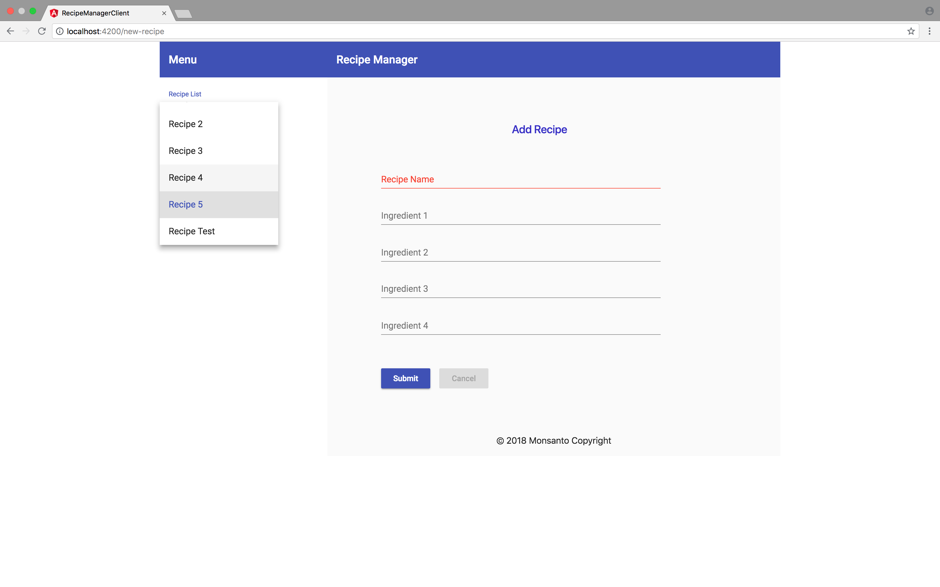 RecipeManagerClient
localhost:4200/new-recipe
Menu
Recipe Manager
Recipe List
Recipe 2
Recipe 3
Recipe 4
Recipe 5
Recipe Test
Add Recipe
Recipe Name
Ingredient 1
Ingredient 2
Ingredient 3
Ingredient 4
Submit Cancel
© 2018 Monsanto Copyright